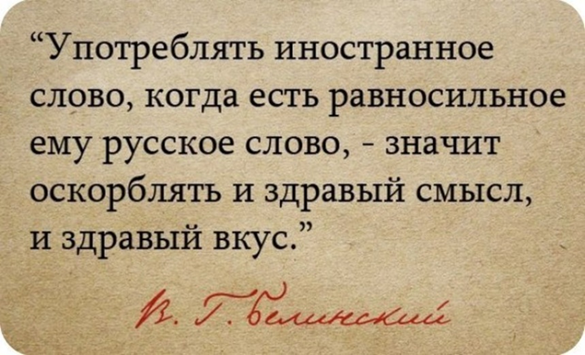 “Употреблять иностранное
слово, когда есть равносильное
ему русское слово, - значит
оскорблять и здравый смысл,
и здравый вкус.”
В. Г. Белинский